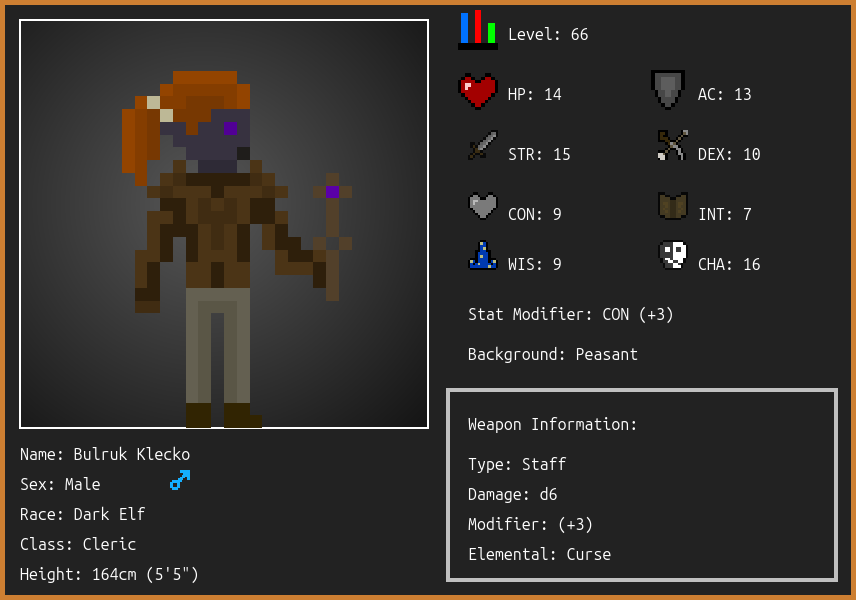 Level: 66
HP: 14
AC: 13
STR: 15
DEX: 10
CON: 9
INT: 7
WIS: 9
CHA: 16
Stat Modifier: CON (+3)
Background: Peasant
Weapon Information:
Type: Staff
Damage: d6
Modifier: (+3)
Elemental: Curse
Name: Bulruk Klecko
Sex: Male
Race: Dark Elf
Class: Cleric
Height: 164cm (5'5")